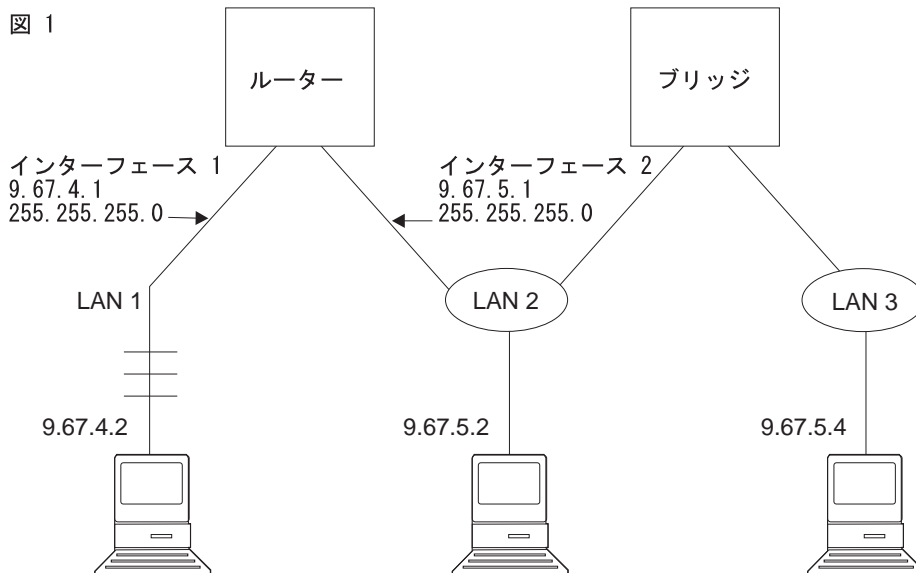 図 1
ルーター
ブリッジ
インターフェース 1
9.67.4.1
255.255.255.0
インターフェース 2
9.67.5.1
255.255.255.0
LAN 1
LAN 2
LAN 3
9.67.4.2
9.67.5.2
9.67.5.4